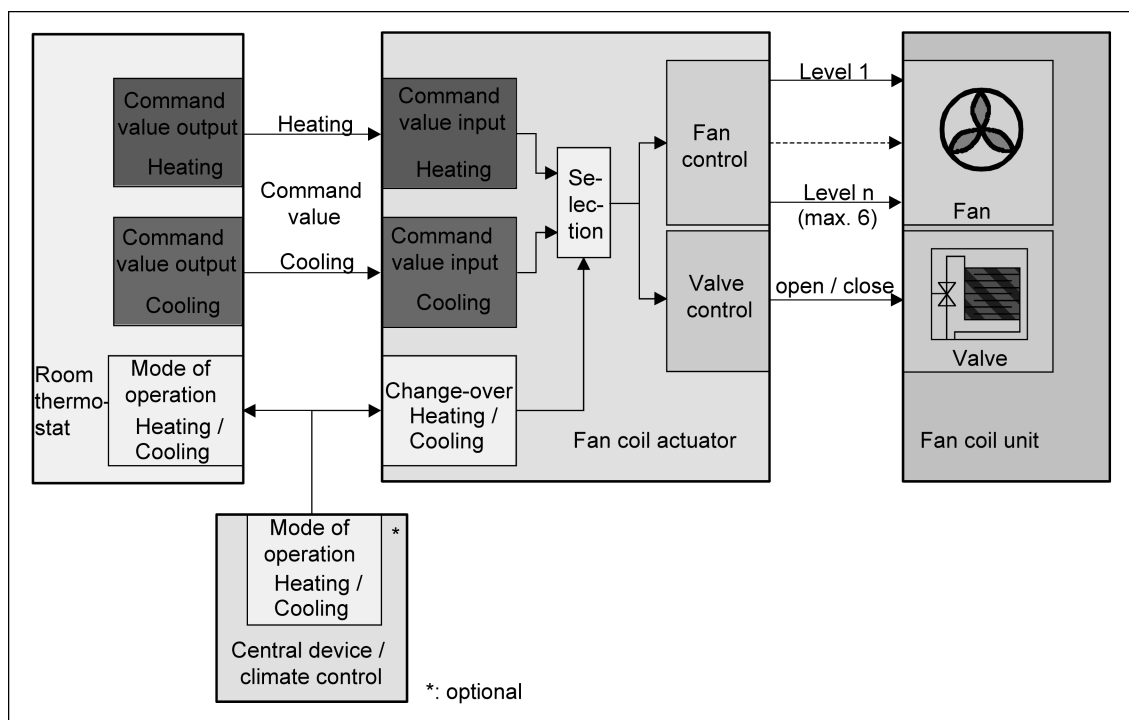 Command
value output
Heating
Command
value output
Cooling
Room
thermo-
stat
Mode of
operation
Heating /
Cooling
Heating
Command
value
Cooling
Command
value input
Heating
Command
value input
Cooling
Change-over
Heating /
Cooling
Se-
lec-
tion
Fan
control
Valve
control
Fan coil actuator
Level 1
Level n
(max. 6)
open / close
Fan
Valve
Fan coil unit
Mode of
operation
Heating /
Cooling
*
Central device /
climate control
*: optional